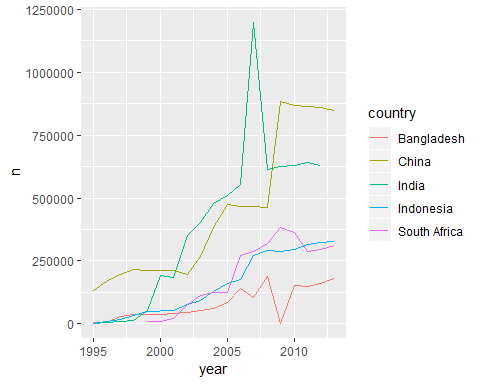 1250000
1000000
750000
500000
250000
0
n
1995
2000
2005
2010
year
country
Bangladesh
China
India
Indonesia
South Africa